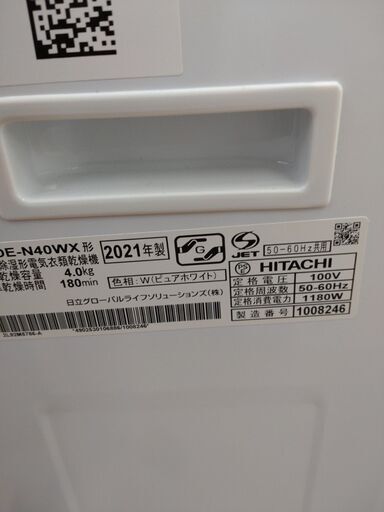 DE-N40WX形
除湿形電気衣類乾燥機
乾燥容量 4.0kg
乾燥時間 180min
2021年製
色相:W(ピュアホワイト)
G
S
JET
50-60Hz共用
HITACHI
定格電圧 100V
定格周波数 50-60Hz
定格消費電力 1180W
製造番号 1008246
日立グローバルライフソリューションズ(株)